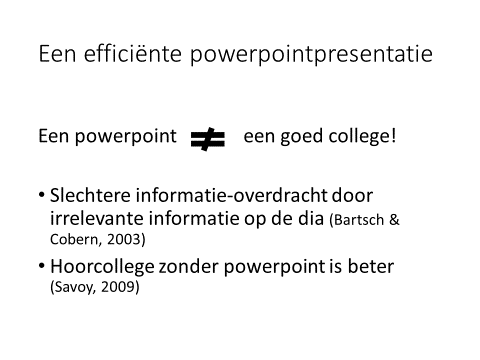 Een efficiënte powerpointpresentatie
Een powerpoint ≠ een goed college!
• Slechtere informatie-overdracht door
irrelevante informatie op de dia (Bartsch &
Cobern, 2003)
• Hoorcollege zonder powerpoint is beter
(Savoy, 2009)